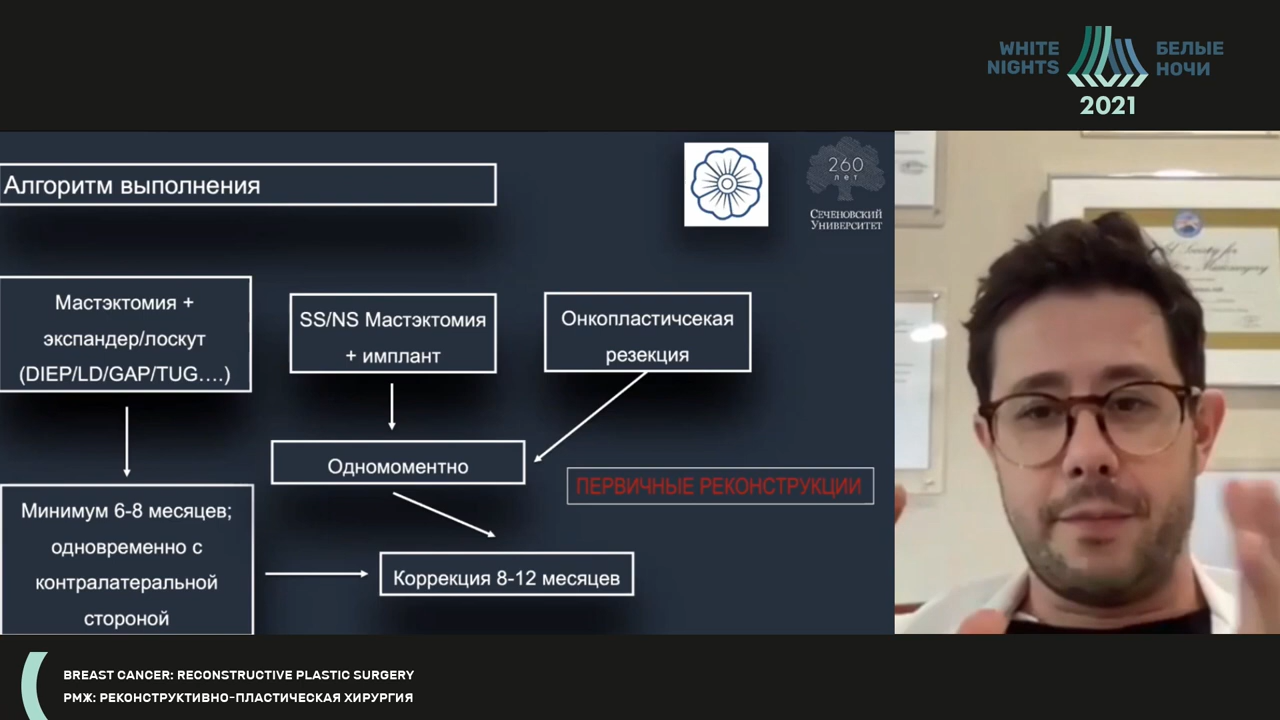 WHITE
NIGHTS
БЕЛЫЕ
НОЧИ
2021
Алгоритм выполнения
260
лет
СЕЧЕНОВСКИЙ
УНИВЕРСИТЕТ
Мастэктомия +
экспандер/лоскут
(DIEP/LD/GAP/TUG....)
SS/NS Мастэктомия
+ имплант
Онкопластичсекая
резекция
Одномоментно
ПЕРВИЧНЫЕ РЕКОНСТРУКЦИИ
Минимум 6-8 месяцев;
одновременно с
контралатеральной
стороной
Коррекция 8-12 месяцев
BREAST CANCER: RECONSTRUCTIVE PLASTIC SURGERY
РМЖ: РЕКОНСТРУКТИВНО-ПЛАСТИЧЕСКАЯ ХИРУРГИЯ